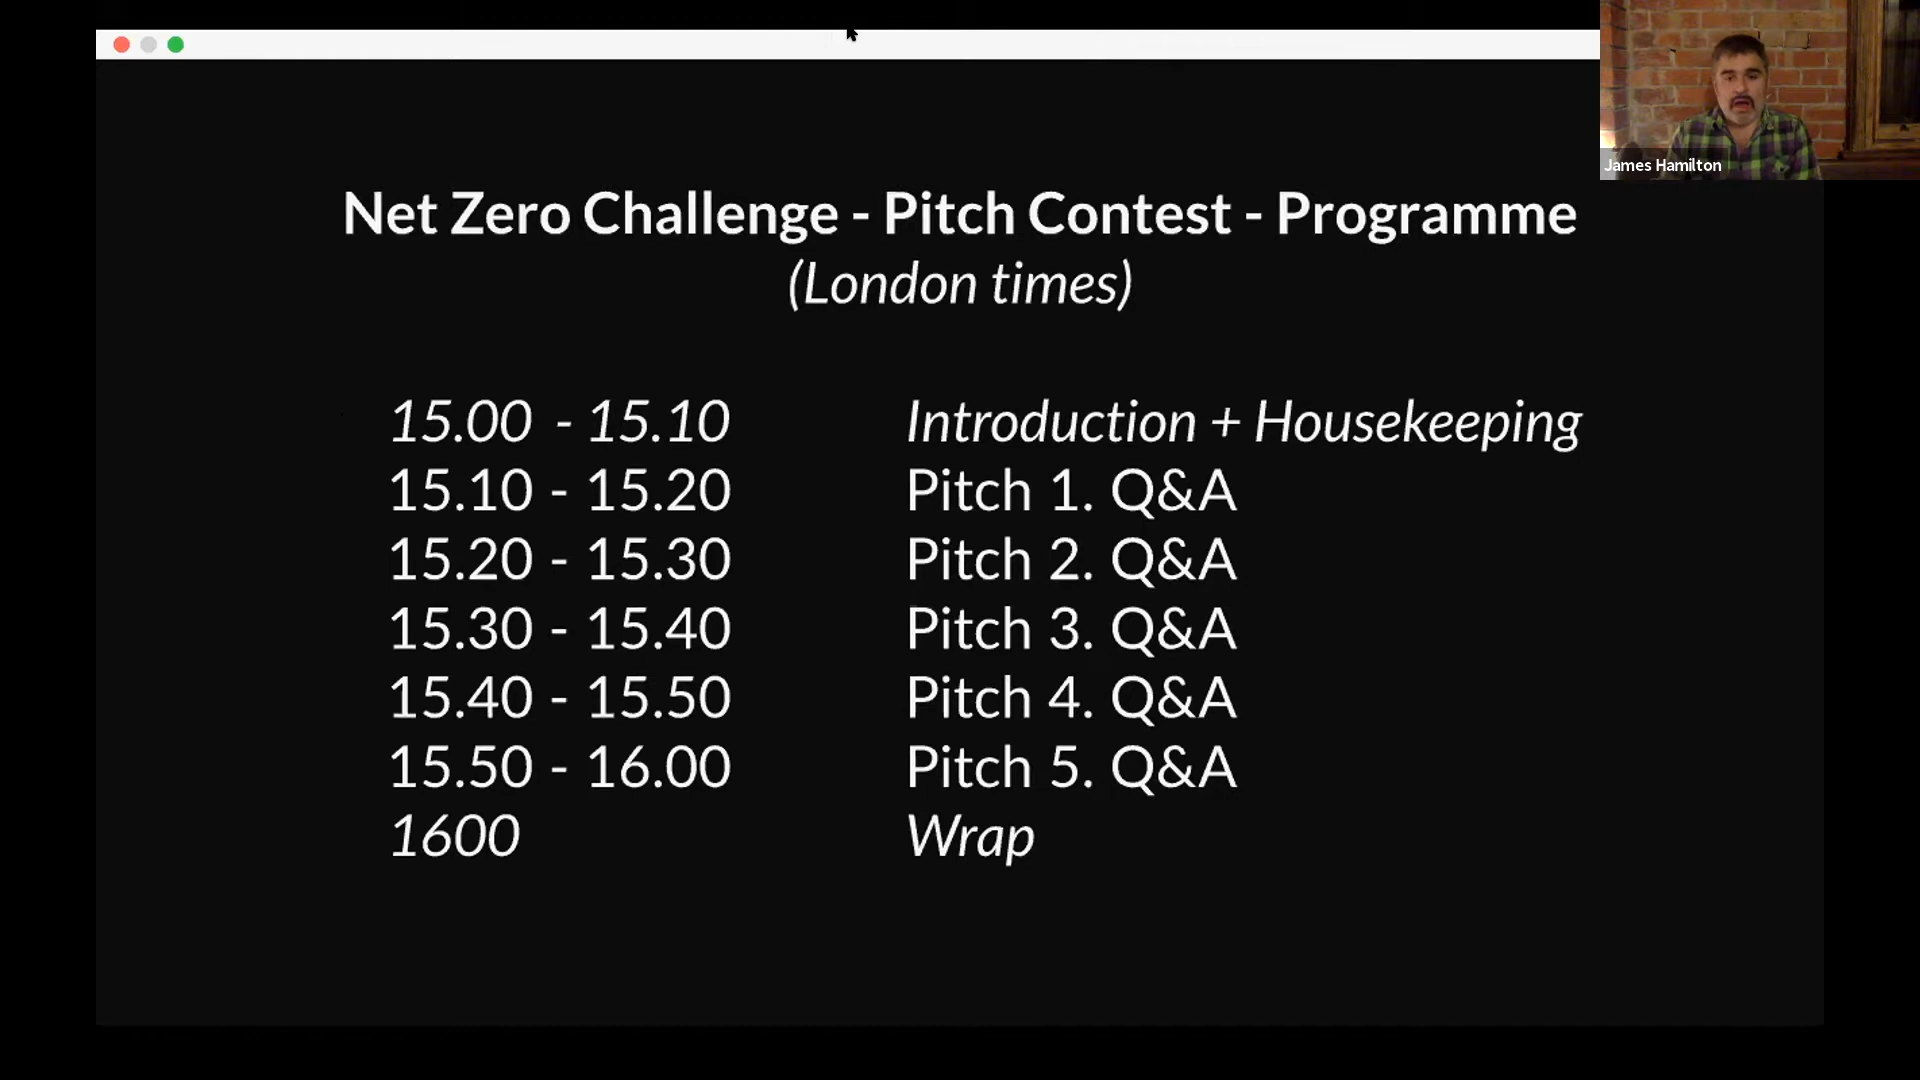 James Hamilton
Net Zero Challenge - Pitch Contest - Programme
(London times)
15.00 - 15.10 Introduction + Housekeeping
15.10 - 15.20 Pitch 1. Q&A
15.20 - 15.30 Pitch 2. Q&A
15.30 - 15.40 Pitch 3. Q&A
15.40 - 15.50 Pitch 4. Q&A
15.50 - 16.00 Pitch 5. Q&A
1600 Wrap